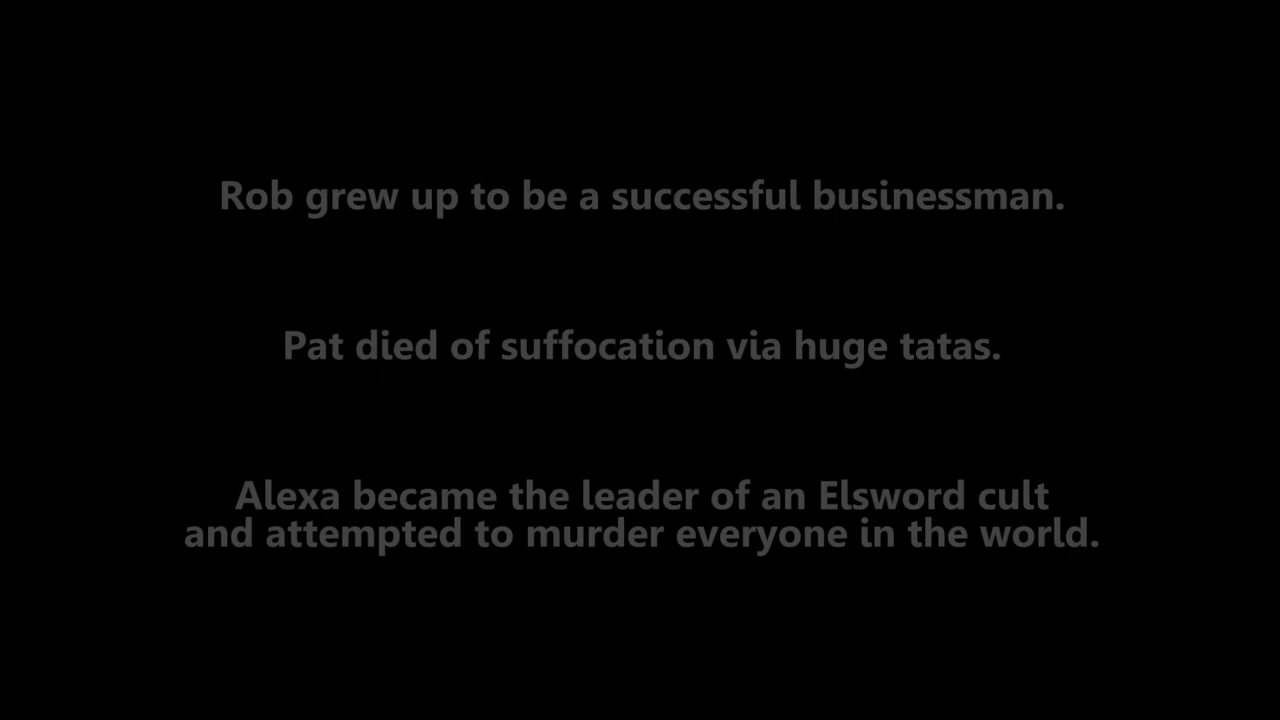 Rob grew up to be a successful businessman.
Pat died of suffocation via huge tatas.
Alexa became the leader of an Elsword cult
and attempted to murder everyone in the world.